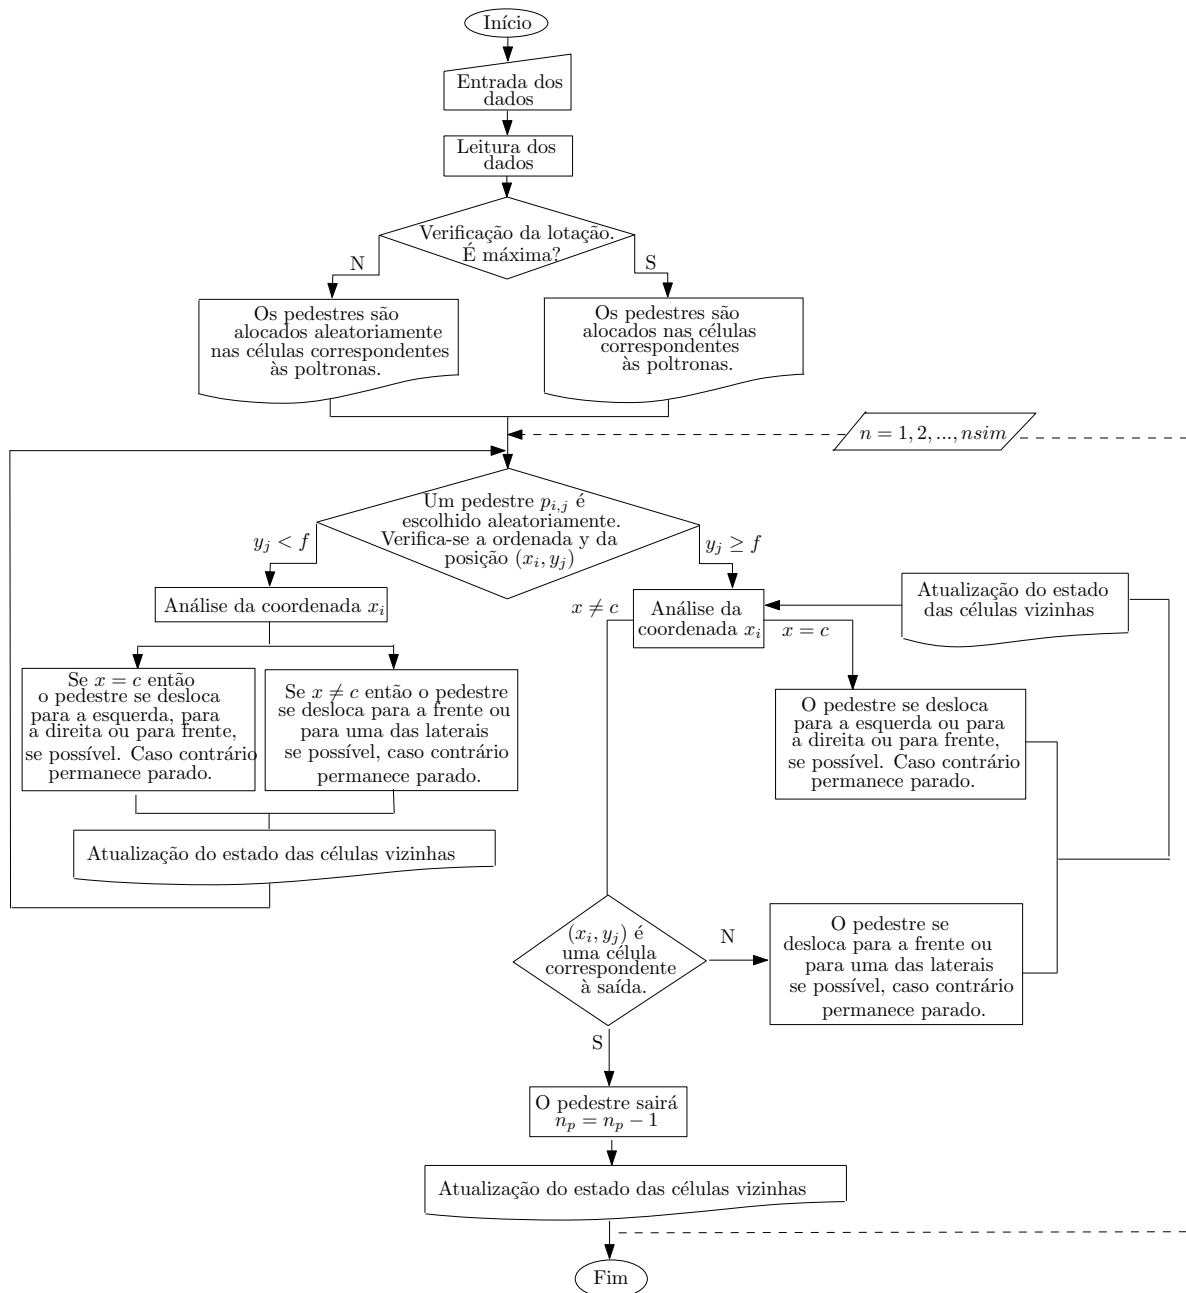 Início
Entrada dos
dados
Leitura dos
dados
Verificação da lotação.
É máxima?
N
S
Os pedestres são
alocados aleatoriamente
nas células correspondentes
às poltronas.
Os pedestres são
alocados nas células
correspondentes
às poltronas.
n = 1, 2, ..., nsim
Um pedestre p_{i,j} é
escolhido aleatoriamente.
Verifica-se a ordenada y da
posição (x_i, y_j)
y_j < f
y_j ≥ f
Análise da coordenada x_i
Se x = c então
o pedestre se desloca
para a esquerda, para
a direita ou para frente,
se possível. Caso contrário
permanece parado.
Se x ≠ c então o pedestre
se desloca para a frente ou
para uma das laterais
se possível, caso contrário
permanece parado.
Atualização do estado das células vizinhas
x ≠ c
Análise da
coordenada x_i
x = c
Atualização do estado
das células vizinhas
O pedestre se desloca
para a esquerda ou para
a direita ou para frente,
se possível. Caso contrário
permanece parado.
(x_i, y_j) é
uma célula
correspondente
à saída.
N
O pedestre se
desloca para a frente ou
para uma das laterais
se possível, caso contrário
permanece parado.
S
O pedestre sairá
n_p = n_p − 1
Atualização do estado das células vizinhas
Fim